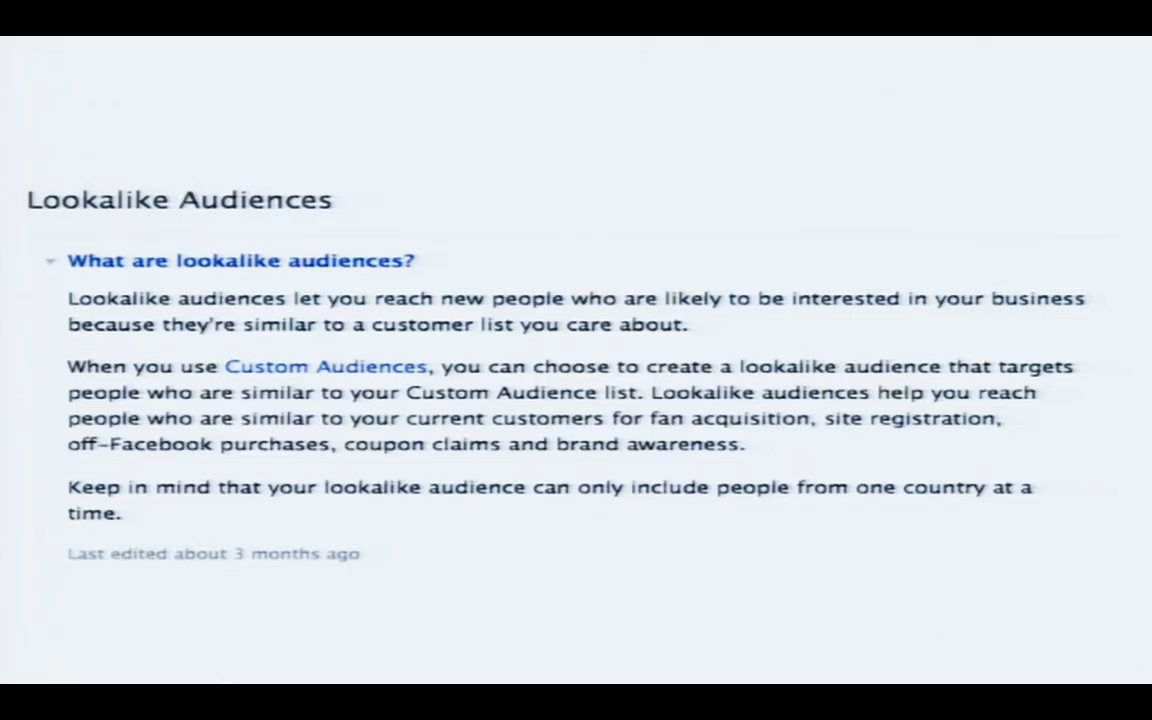 Lookalike Audiences
What are lookalike audiences?
Lookalike audiences let you reach new people who are likely to be interested in your business
because they're similar to a customer list you care about.
When you use Custom Audiences, you can choose to create a lookalike audience that targets
people who are similar to your Custom Audience list. Lookalike audiences help you reach
people who are similar to your current customers for fan acquisition, site registration,
off-Facebook purchases, coupon claims and brand awareness.
Keep in mind that your lookalike audience can only include people from one country at a
time.
Last edited about 3 months ago